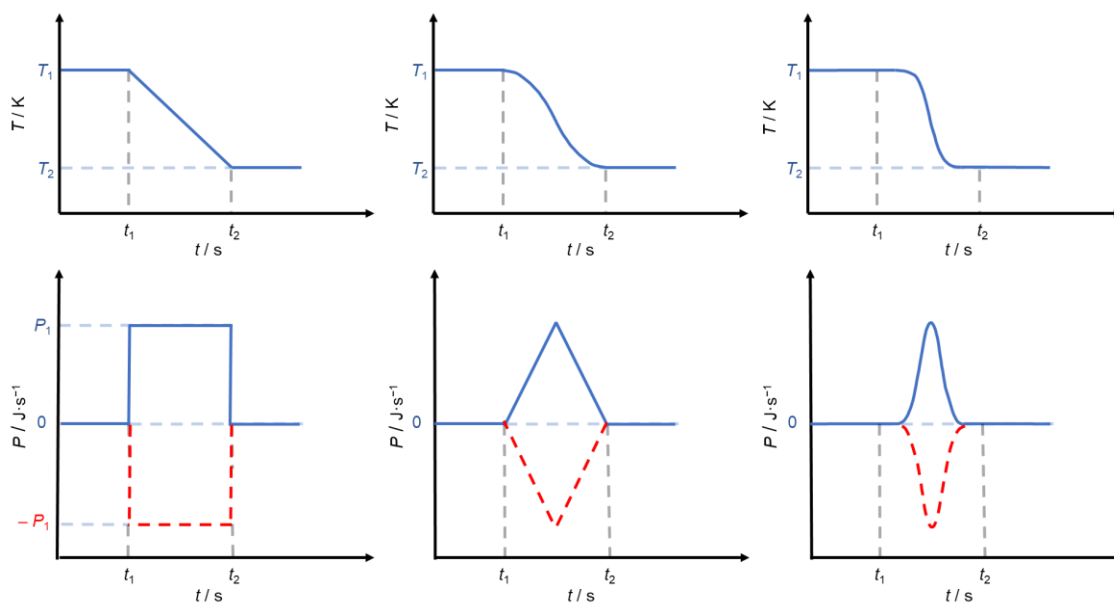 T₁
T₂
T / K
t₁
t₂
t / s
T₁
T₂
T / K
t₁
t₂
t / s
T₁
T₂
T / K
t₁
t₂
t / s
P₁
0
– P₁
P / J·s⁻¹
t₁
t₂
t / s
0
P / J·s⁻¹
t₁
t₂
t / s
0
P / J·s⁻¹
t₁
t₂
t / s